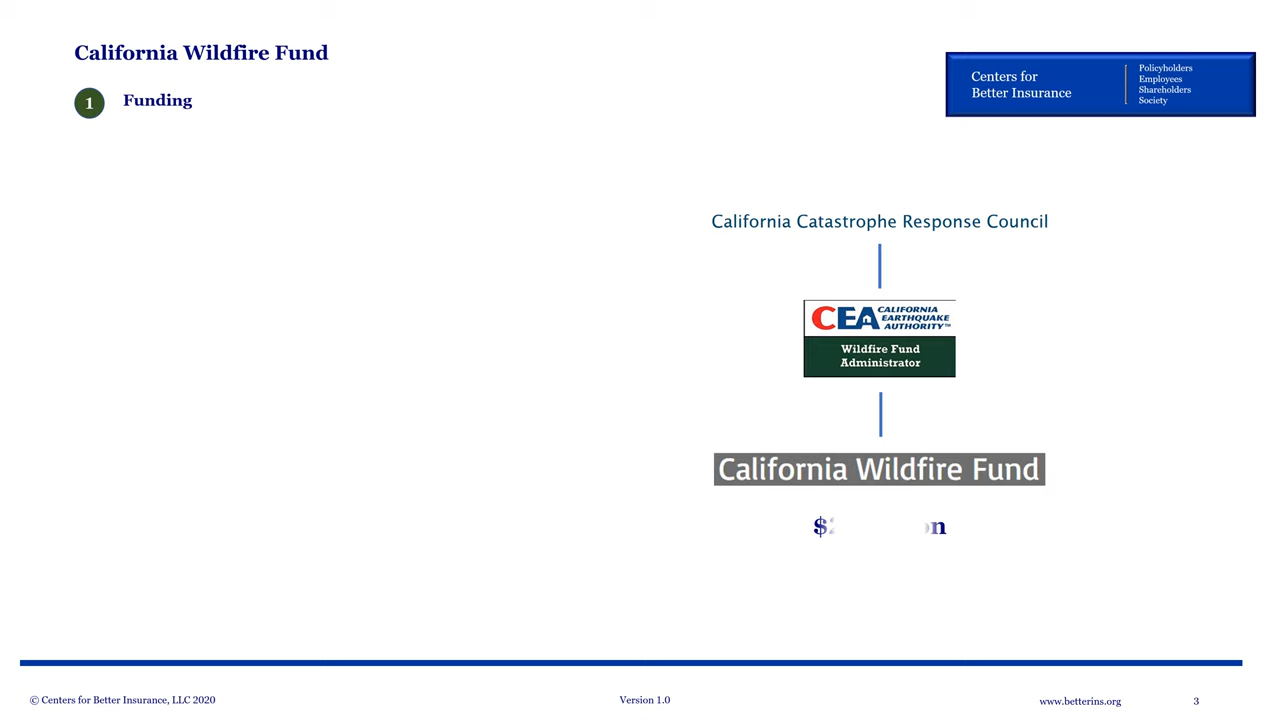 California Wildfire Fund
1 Funding
Centers for
Better Insurance
Policyholders
Employees
Shareholders
Society
California Catastrophe Response Council
CEA CALIFORNIA
EARTHQUAKE
AUTHORITY™
Wildfire Fund
Administrator
California Wildfire Fund
© Centers for Better Insurance, LLC 2020
Version 1.0
www.betterins.org
3